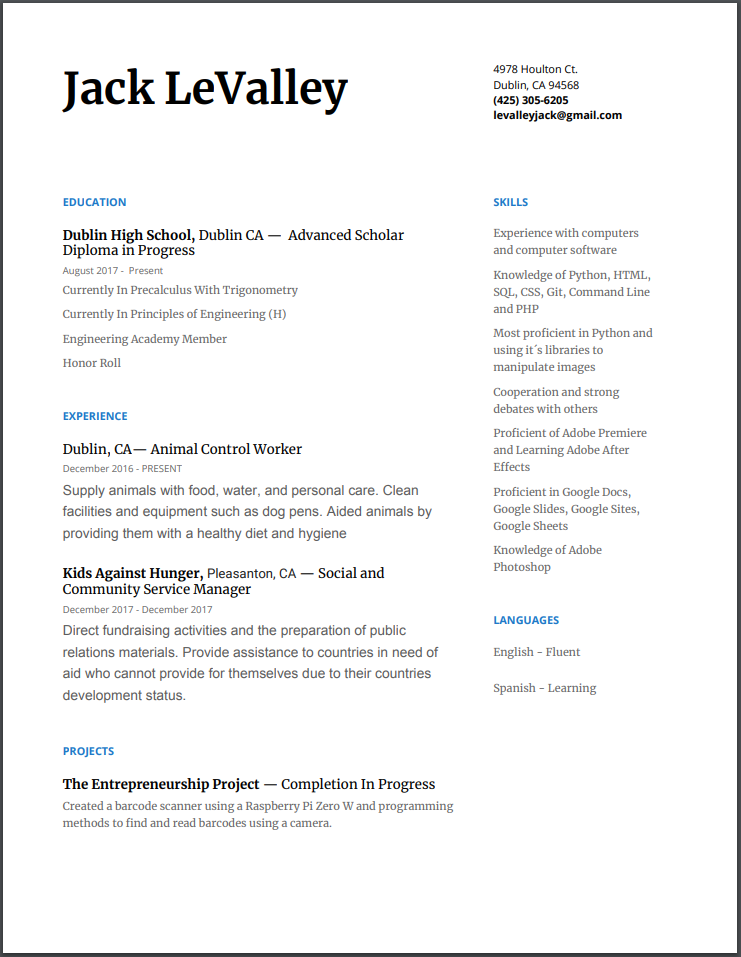 Jack LeValley
4978 Houlton Ct.
Dublin, CA 94568
(425) 305-6205
levalleyjack@gmail.com
EDUCATION
Dublin High School, Dublin CA — Advanced Scholar
Diploma in Progress
August 2017 - Present
Currently In Precalculus With Trigonometry
Currently In Principles of Engineering (H)
Engineering Academy Member
Honor Roll
EXPERIENCE
Dublin, CA— Animal Control Worker
December 2016 - PRESENT
Supply animals with food, water, and personal care. Clean
facilities and equipment such as dog pens. Aided animals by
providing them with a healthy diet and hygiene
Kids Against Hunger, Pleasanton, CA — Social and
Community Service Manager
December 2017 - December 2017
Direct fundraising activities and the preparation of public
relations materials. Provide assistance to countries in need of
aid who cannot provide for themselves due to their countries
development status.
PROJECTS
The Entrepreneurship Project — Completion In Progress
Created a barcode scanner using a Raspberry Pi Zero W and programming
methods to find and read barcodes using a camera.
SKILLS
Experience with computers
and computer software
Knowledge of Python, HTML,
SQL, CSS, Git, Command Line
and PHP
Most proficient in Python and
using it´s libraries to
manipulate images
Cooperation and strong
debates with others
Proficient of Adobe Premiere
and Learning Adobe After
Effects
Proficient in Google Docs,
Google Slides, Google Sites,
Google Sheets
Knowledge of Adobe
Photoshop
LANGUAGES
English - Fluent
Spanish - Learning